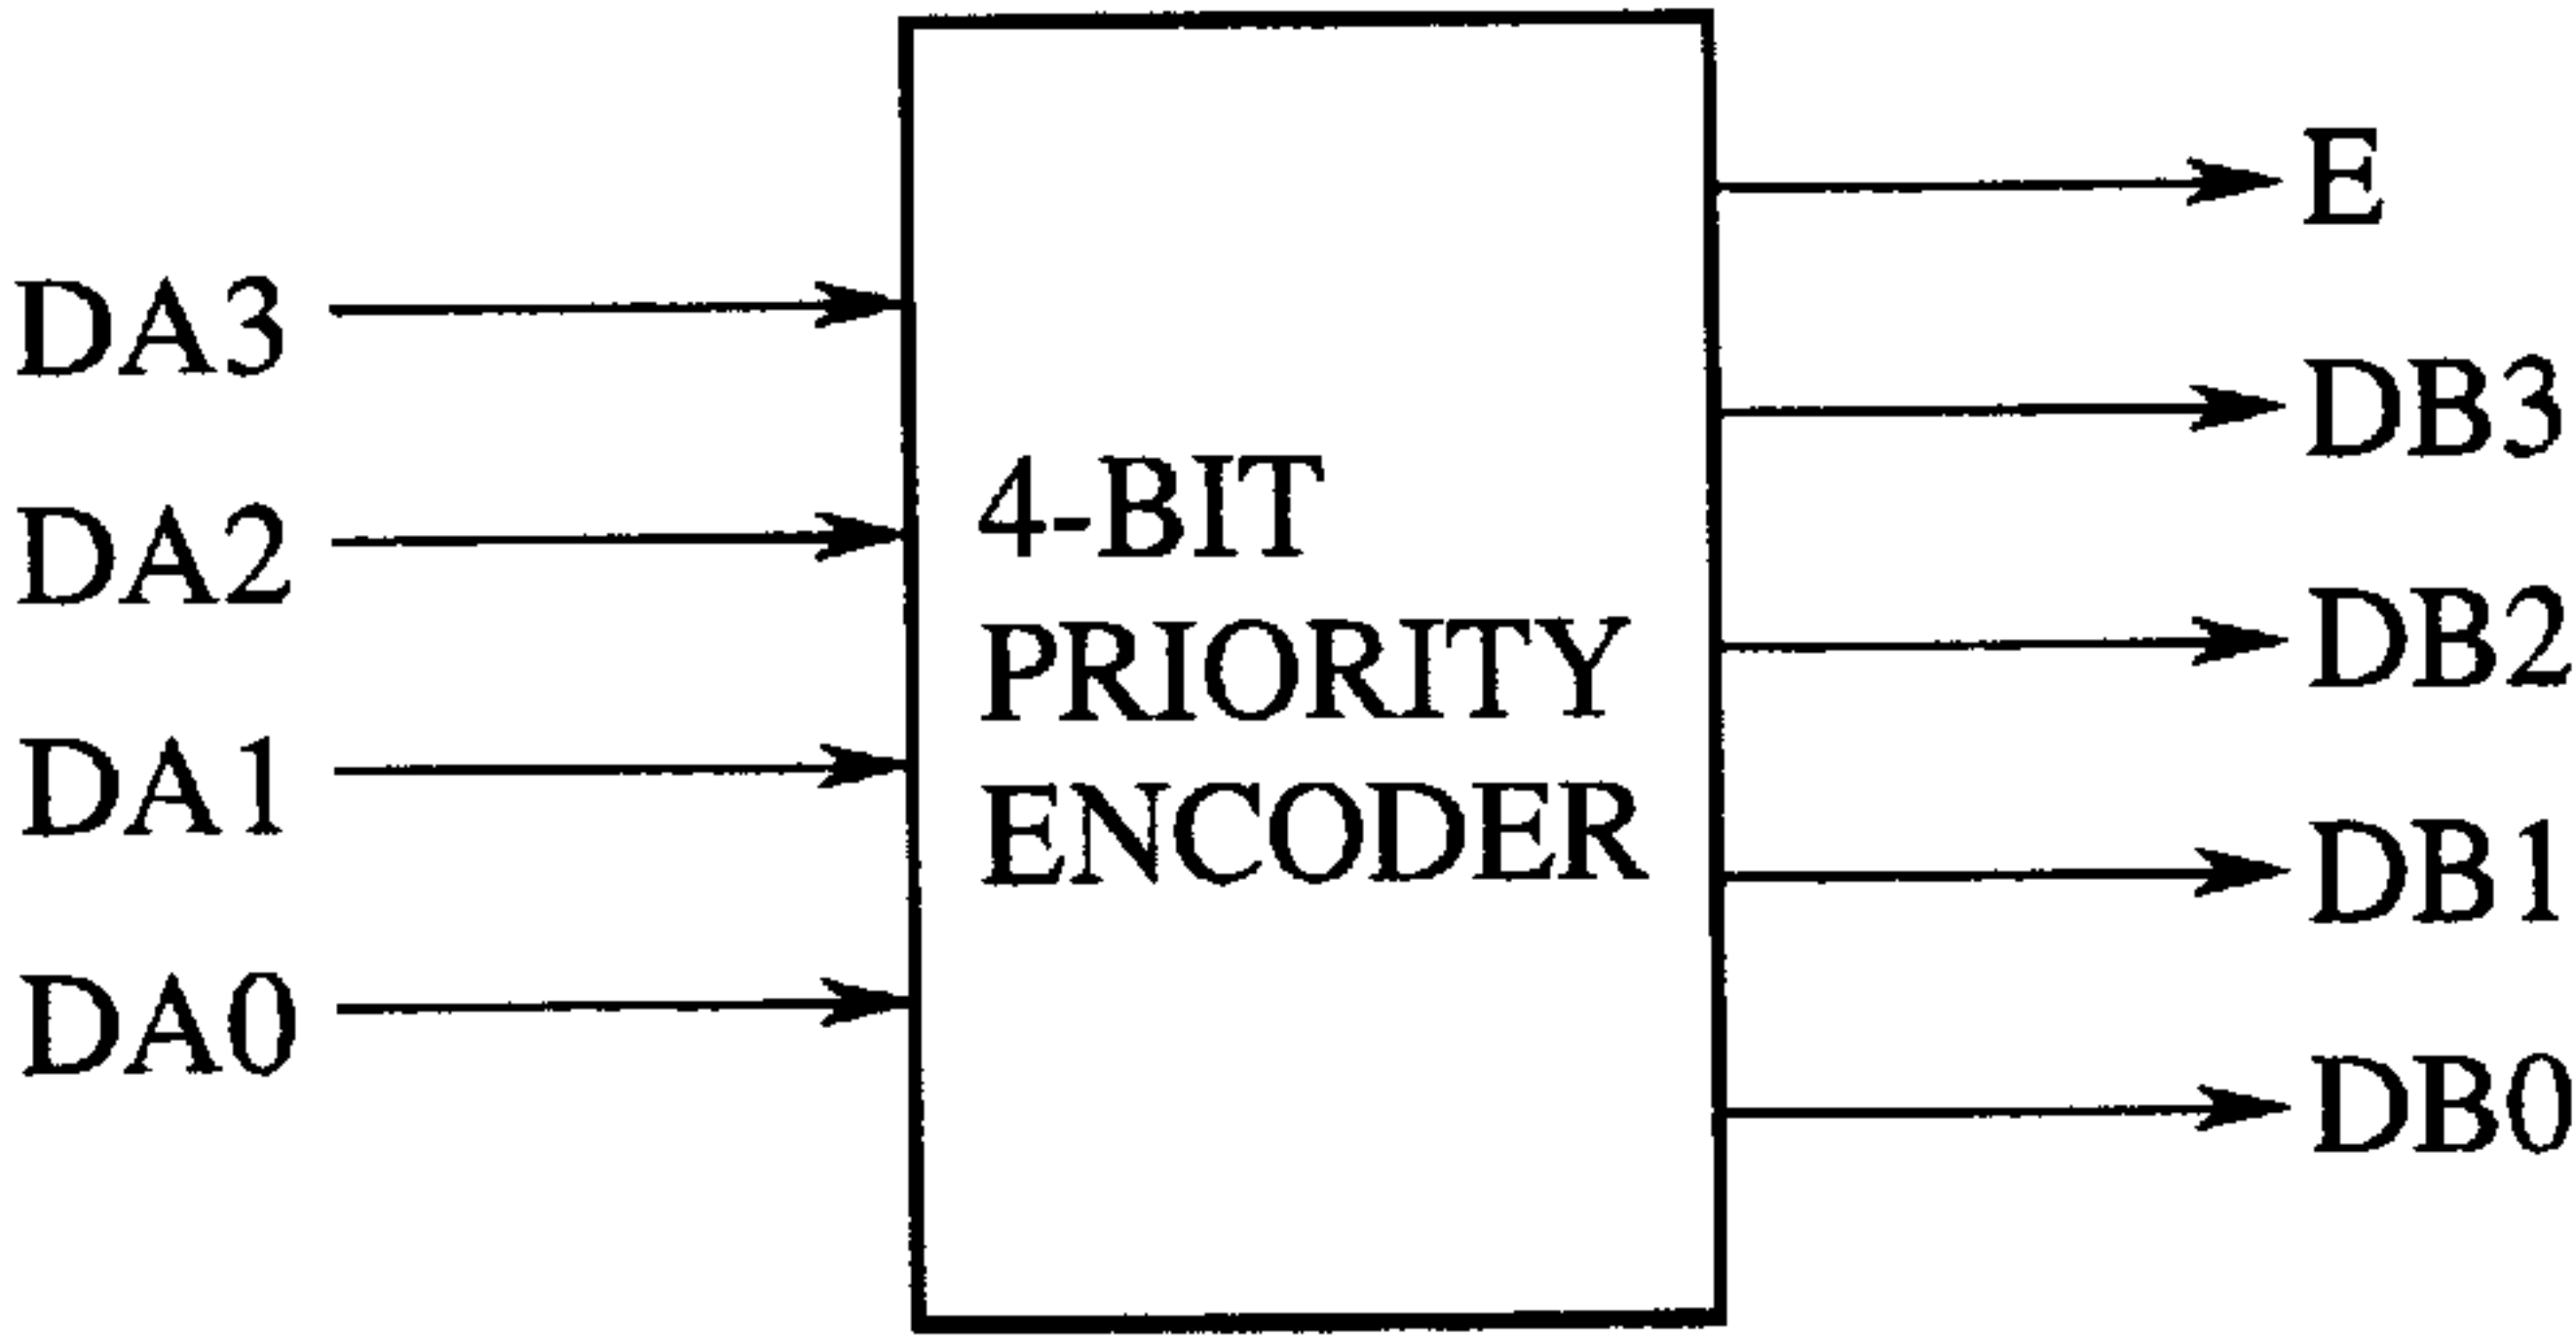 DA3
DA2
DA1
DA0
4-BIT
PRIORITY
ENCODER
E
DB3
DB2
DB1
DB0